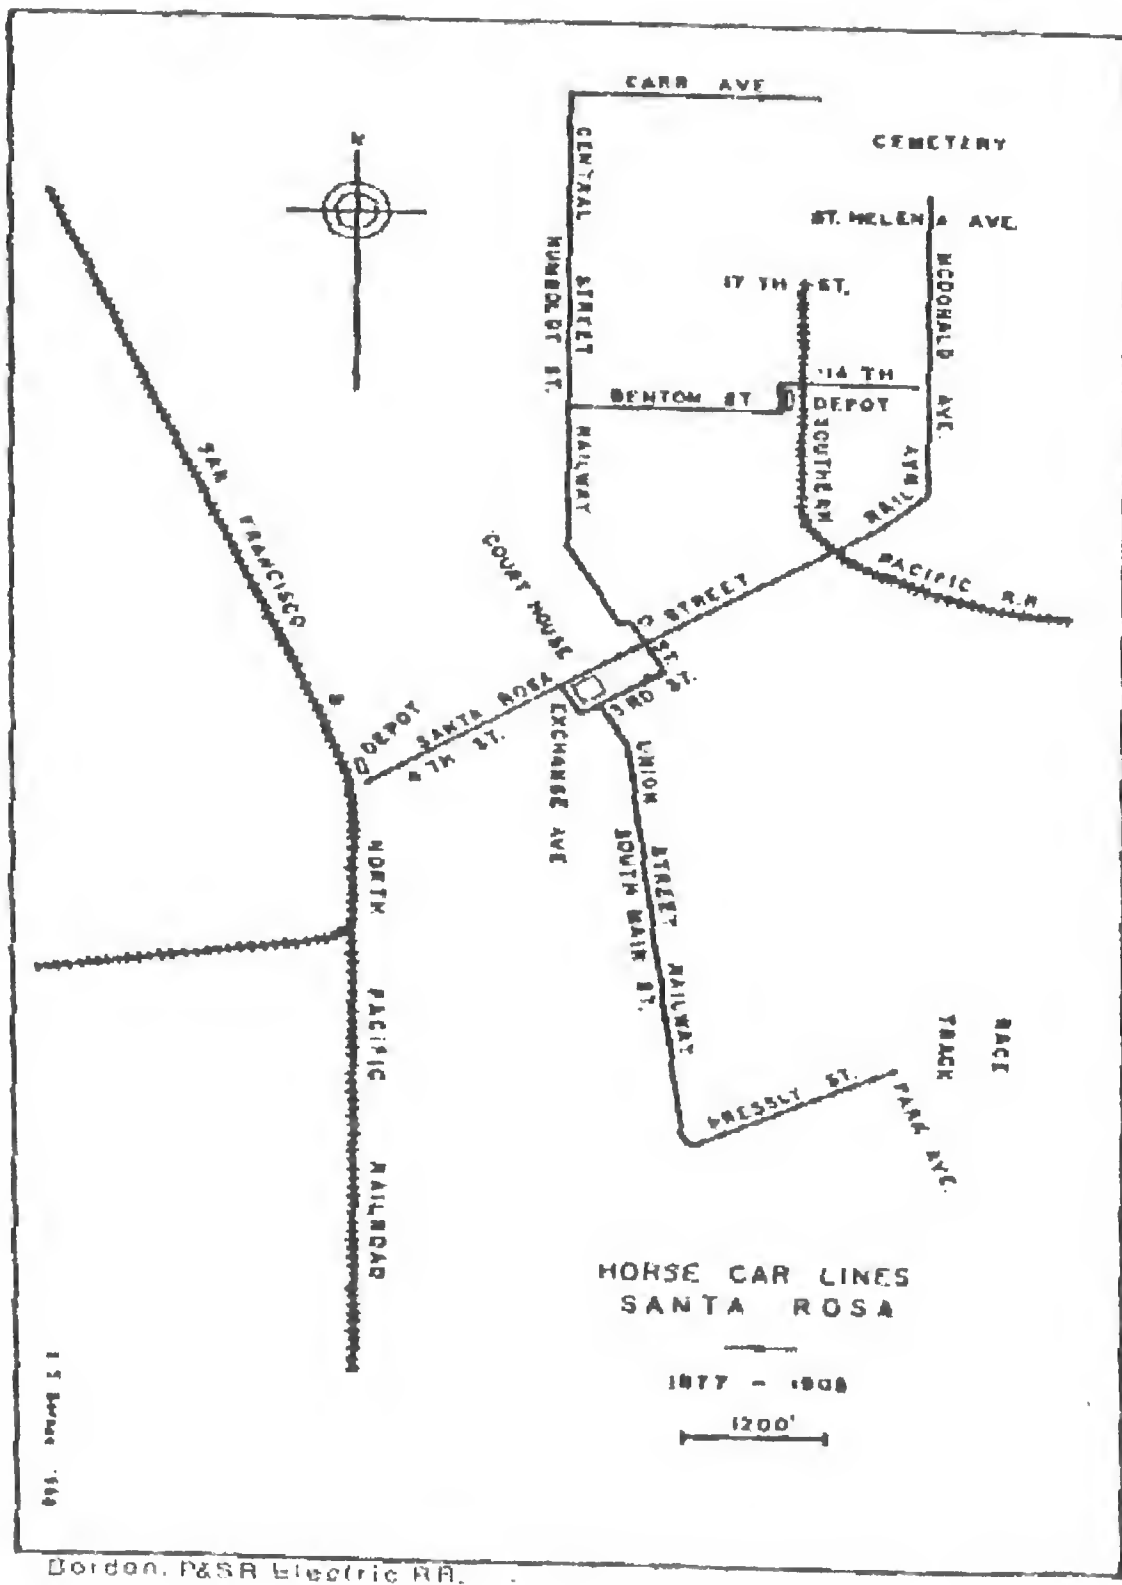 CARR AVE
CEMETERY
N
CENTRAL STREET RAILWAY
HUMBOLDT ST.
ST. HELENA AVE.
17 TH ST.
MCDONALD AVE.
14 TH
BENTOM ST
DEPOT
SOUTHERN PACIFIC R.R
SAN FRANCISCO &
NORTH PACIFIC RAILROAD
COURT HOUSE
SANTA ROSA STREET RAILWAY
4 TH ST.
C ST.
3RD ST.
EXCHANGE AVE
DEPOT
UNION STREET RAILWAY
SOUTH MAIN ST.
PRESSLY ST.
PARK AVE.
RACE
TRACK
HORSE CAR LINES
SANTA ROSA
1877 -
1200'
Bordon. P&SR Electric RR.